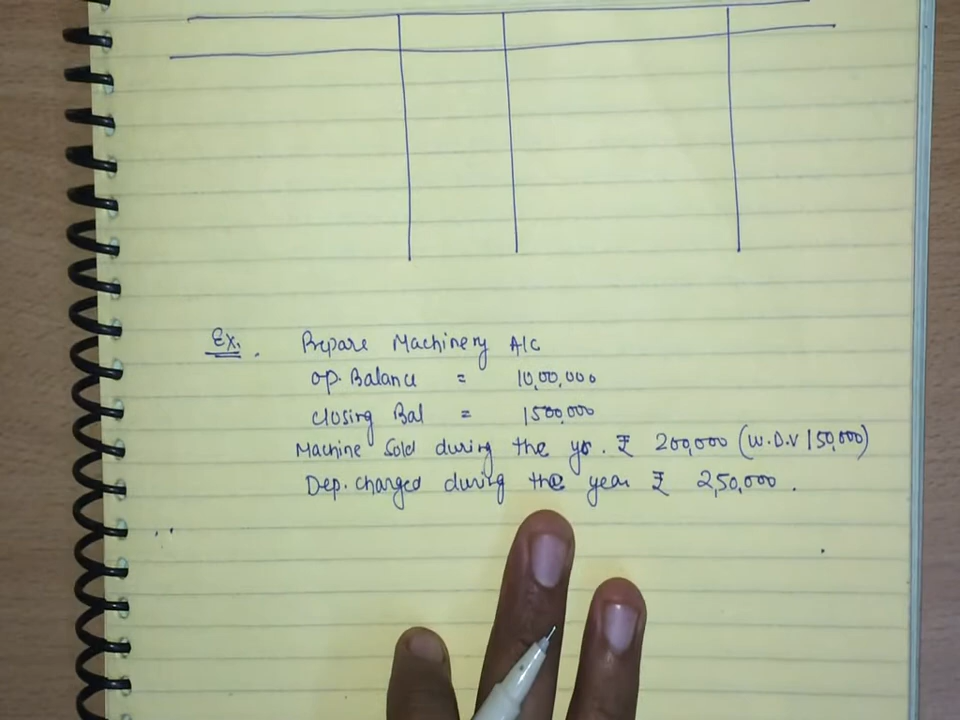 Ex. Prepare Machinery A/C
op. Balance = 10,00,000
closing Bal = 1500,000
Machine Sold during the yr. ₹ 200,000 (W.D.V 150,000)
Dep. charged during the year ₹ 2,50,000.